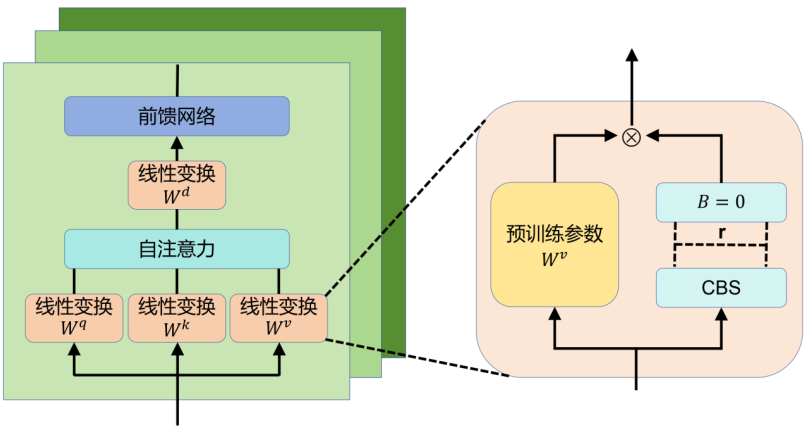 前馈网络
线性变换
W^d
自注意力
线性变换
W^q
线性变换
W^k
线性变换
W^v
⊗
预训练参数
W^v
B = 0
r
CBS